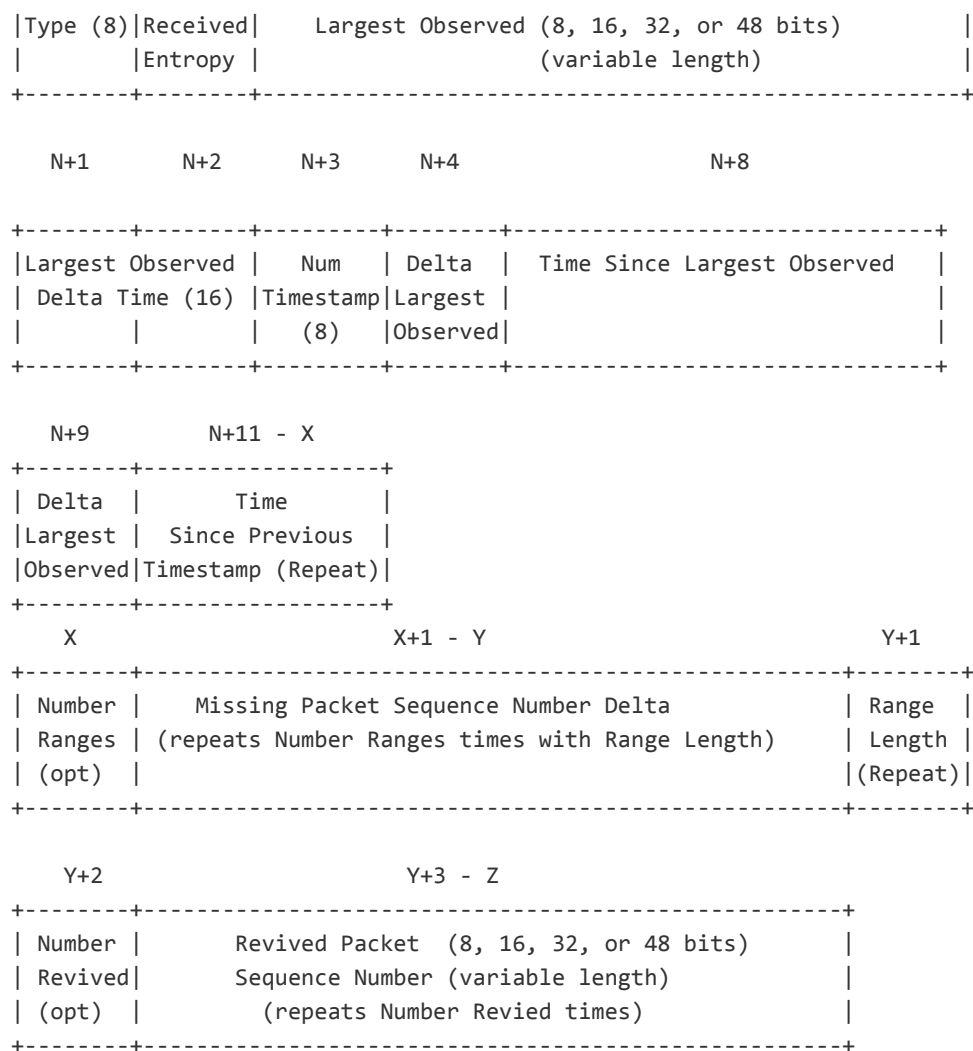 |Type (8)|Received|    Largest Observed (8, 16, 32, or 48 bits)         |
|        |Entropy |                     (variable length)               |
+--------+--------+-----------------------------------------------------+
   N+1       N+2      N+3      N+4                   N+8
+--------+--------+---------+--------+--------------------------------+
|Largest Observed |   Num   | Delta  |  Time Since Largest Observed   |
| Delta Time (16) |Timestamp|Largest |                                |
|        |        |   (8)   |Observed|                                |
+--------+--------+---------+--------+--------------------------------+
   N+9         N+11 - X
+--------+------------------+
| Delta  |       Time       |
|Largest |  Since Previous  |
|Observed|Timestamp (Repeat)|
+--------+------------------+
    X                        X+1 - Y                              Y+1
+--------+-----------------------------------------------------+--------+
| Number |    Missing Packet Sequence Number Delta             | Range  |
| Ranges | (repeats Number Ranges times with Range Length)     | Length |
| (opt)  |                                                     |(Repeat)|
+--------+-----------------------------------------------------+--------+
    Y+2                       Y+3 - Z
+--------+-----------------------------------------------------+
| Number |       Revived Packet  (8, 16, 32, or 48 bits)       |
| Revived|       Sequence Number (variable length)             |
| (opt)  |         (repeats Number Revied times)               |
+--------+-----------------------------------------------------+